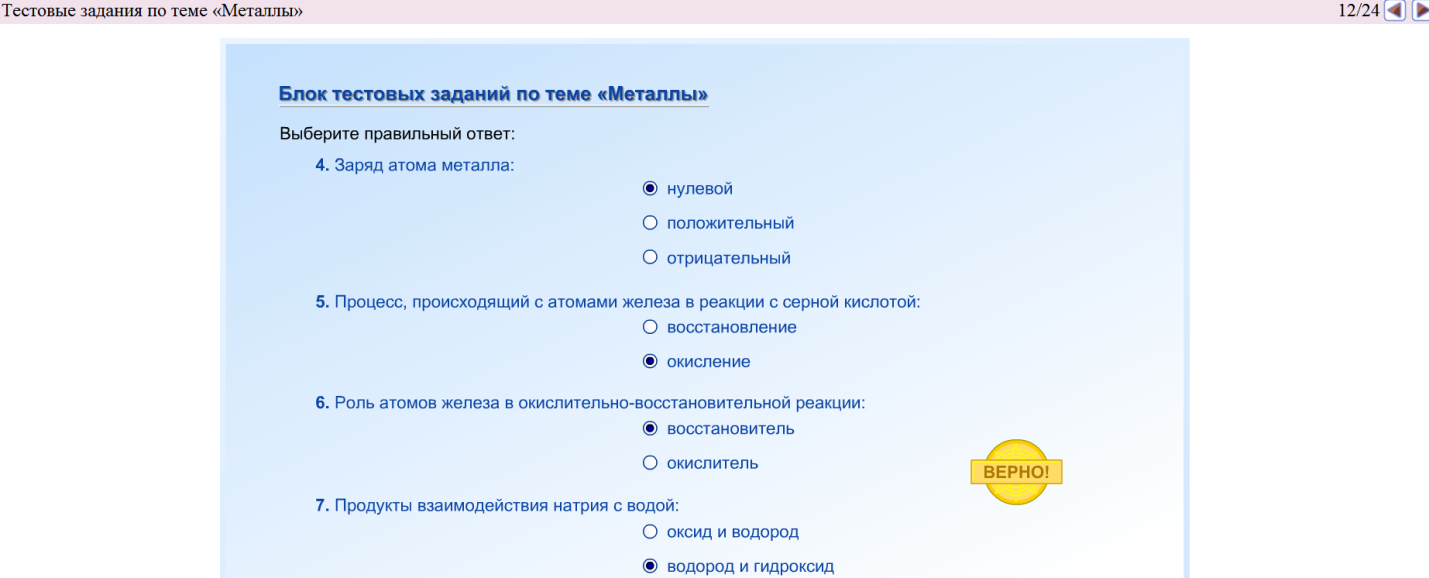 Тестовые задания по теме «Металлы» 12/24
Блок тестовых заданий по теме «Металлы»
Выберите правильный ответ:
4. Заряд атома металла:
нулевой
положительный
отрицательный
5. Процесс, происходящий с атомами железа в реакции с серной кислотой:
восстановление
окисление
6. Роль атомов железа в окислительно-восстановительной реакции:
восстановитель
окислитель
ВЕРНО!
7. Продукты взаимодействия натрия с водой:
оксид и водород
водород и гидроксид